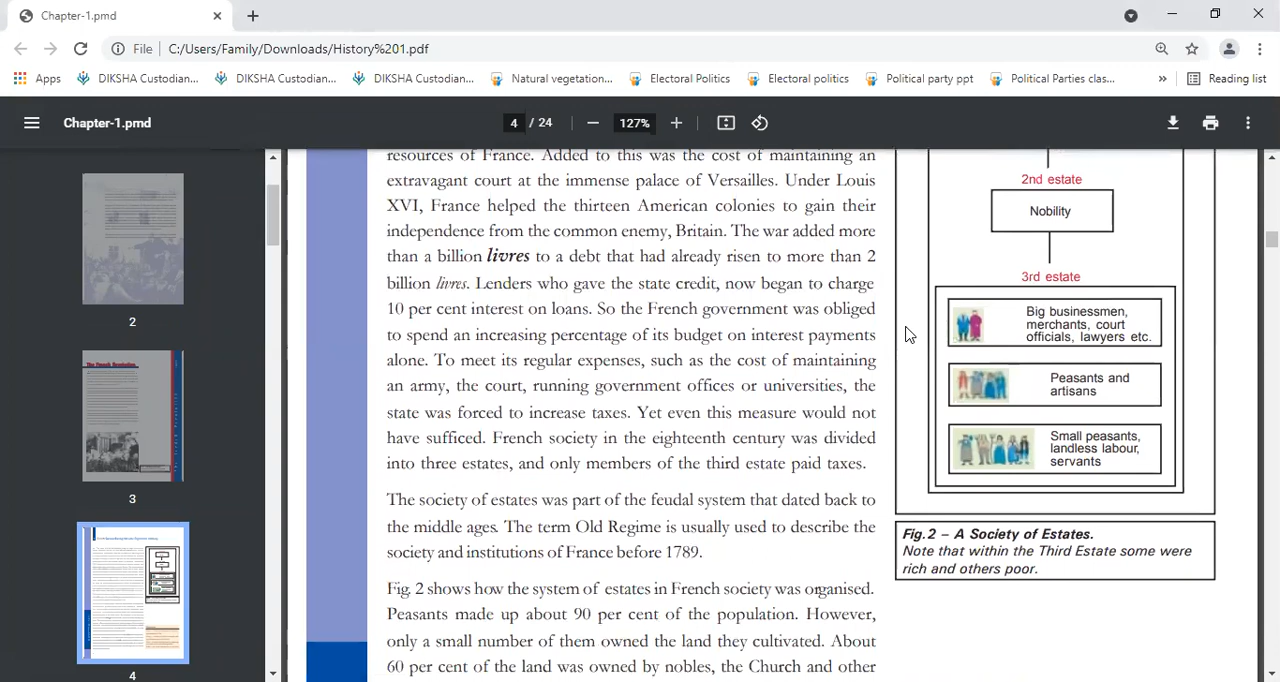 Chapter-1.pmd
File
C:/Users/Family/Downloads/History%201.pdf
Apps
DIKSHA Custodian...
DIKSHA Custodian...
DIKSHA Custodian...
Natural vegetation...
Electoral Politics
Electoral politics
Political party ppt
Political Parties clas...
»
Reading list
Chapter-1.pmd
4 / 24
127%
2
3
4
resources of France. Added to this was the cost of maintaining an
extravagant court at the immense palace of Versailles. Under Louis
XVI, France helped the thirteen American colonies to gain their
independence from the common enemy, Britain. The war added more
than a billion livres to a debt that had already risen to more than 2
billion livres. Lenders who gave the state credit, now began to charge
10 per cent interest on loans. So the French government was obliged
to spend an increasing percentage of its budget on interest payments
alone. To meet its regular expenses, such as the cost of maintaining
an army, the court, running government offices or universities, the
state was forced to increase taxes. Yet even this measure would not
have sufficed. French society in the eighteenth century was divided
into three estates, and only members of the third estate paid taxes.
The society of estates was part of the feudal system that dated back to
the middle ages. The term Old Regime is usually used to describe the
society and institutions of France before 1789.
Fig. 2 shows how the system of estates in French society was organised.
Peasants made up about 90 per cent of the population. However,
only a small number of them owned the land they cultivated. About
60 per cent of the land was owned by nobles, the Church and other
2nd estate
Nobility
3rd estate
Big businessmen,
merchants, court
officials, lawyers etc.
Peasants and
artisans
Small peasants,
landless labour,
servants
Fig.2 – A Society of Estates.
Note that within the Third Estate some were
rich and others poor.